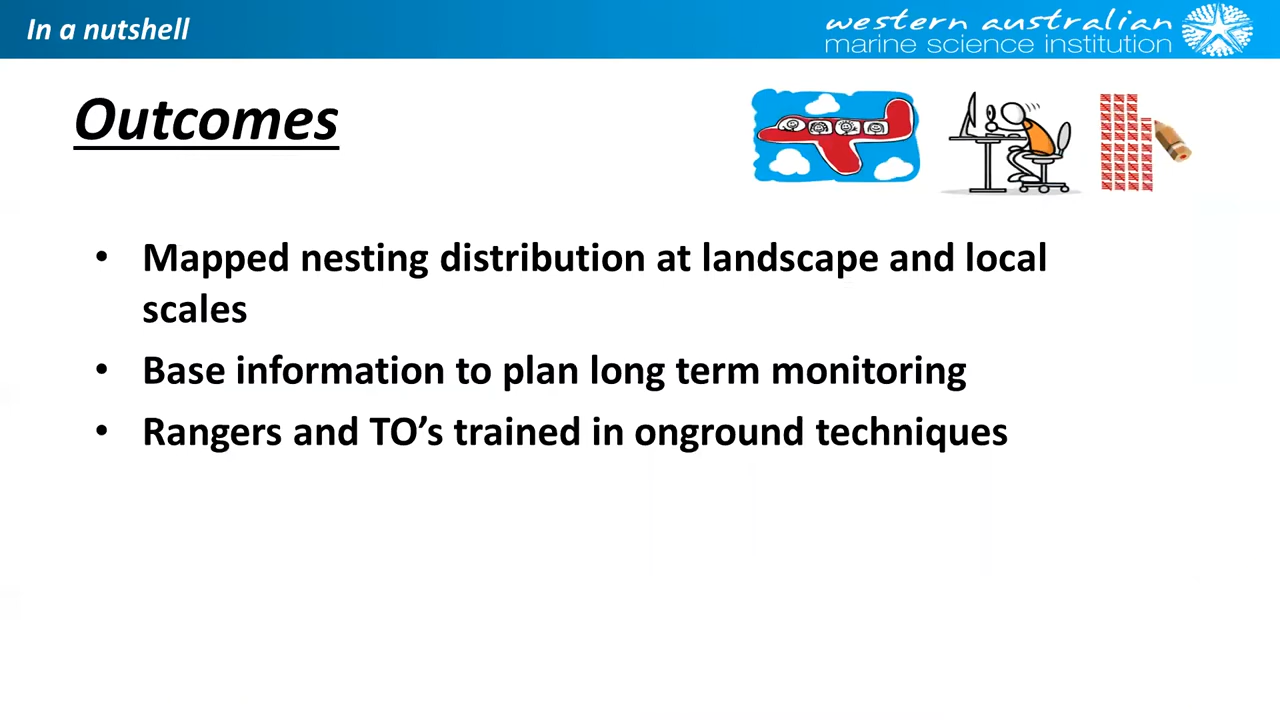 In a nutshell
western australian
marine science institution
Outcomes
• Mapped nesting distribution at landscape and local
scales
• Base information to plan long term monitoring
• Rangers and TO’s trained in onground techniques